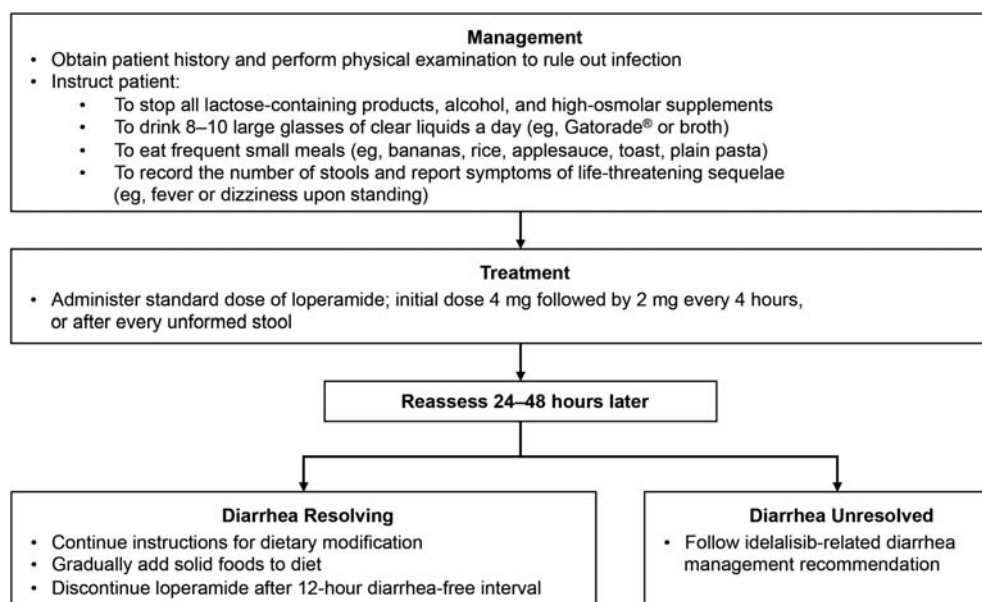 Management
• Obtain patient history and perform physical examination to rule out infection
• Instruct patient:
• To stop all lactose-containing products, alcohol, and high-osmolar supplements
• To drink 8–10 large glasses of clear liquids a day (eg, Gatorade® or broth)
• To eat frequent small meals (eg, bananas, rice, applesauce, toast, plain pasta)
• To record the number of stools and report symptoms of life-threatening sequelae
(eg, fever or dizziness upon standing)
Treatment
• Administer standard dose of loperamide; initial dose 4 mg followed by 2 mg every 4 hours,
or after every unformed stool
Reassess 24–48 hours later
Diarrhea Resolving
• Continue instructions for dietary modification
• Gradually add solid foods to diet
• Discontinue loperamide after 12-hour diarrhea-free interval
Diarrhea Unresolved
• Follow idelalisib-related diarrhea
management recommendation